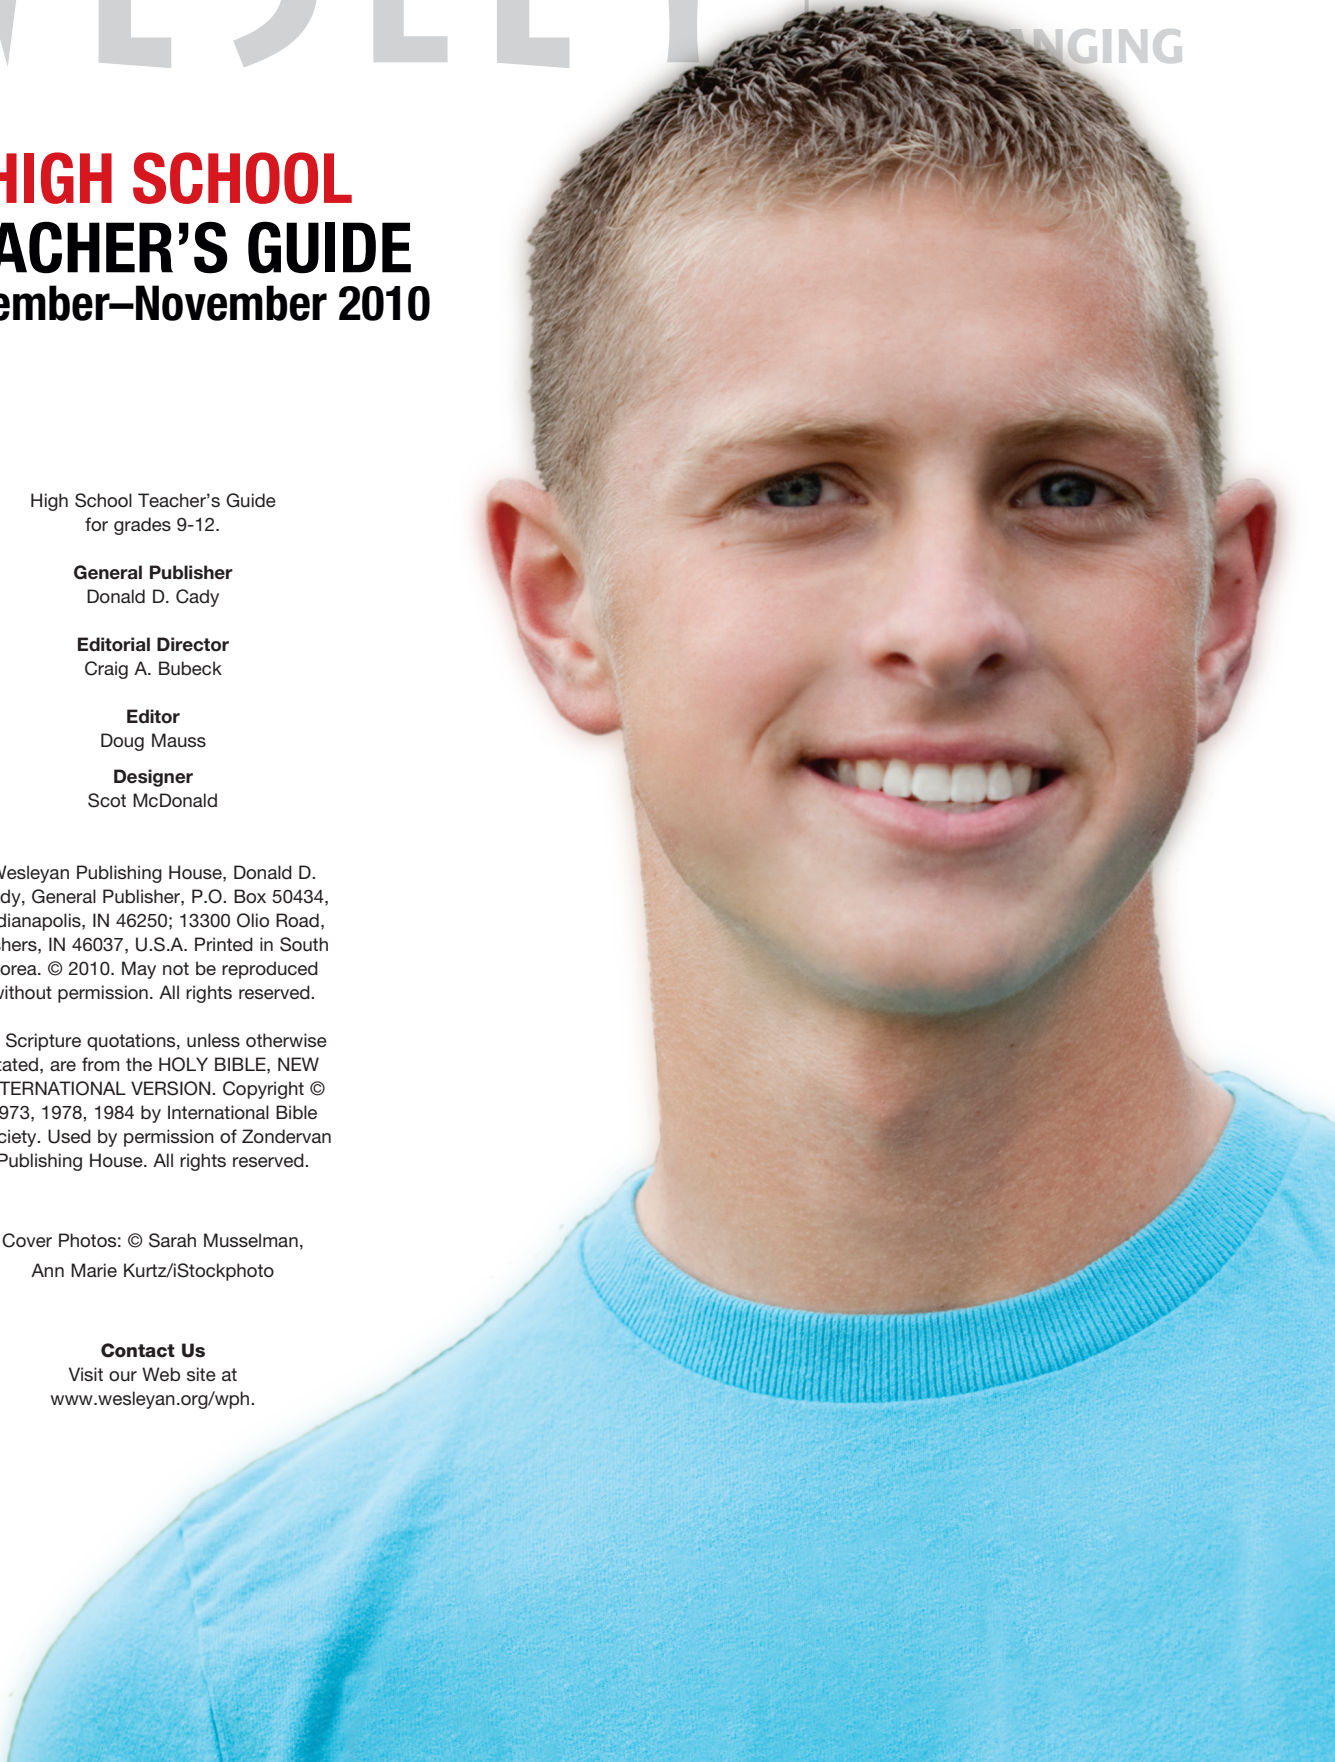 WESLEY
NGING
HIGH SCHOOL
ACHER’S GUIDE
ember–November 2010
High School Teacher’s Guide
for grades 9-12.
General Publisher
Donald D. Cady
Editorial Director
Craig A. Bubeck
Editor
Doug Mauss
Designer
Scot McDonald
Wesleyan Publishing House, Donald D.
dy, General Publisher, P.O. Box 50434,
dianapolis, IN 46250; 13300 Olio Road,
hers, IN 46037, U.S.A. Printed in South
orea. © 2010. May not be reproduced
without permission. All rights reserved.
Scripture quotations, unless otherwise
tated, are from the HOLY BIBLE, NEW
TERNATIONAL VERSION. Copyright ©
973, 1978, 1984 by International Bible
ciety. Used by permission of Zondervan
Publishing House. All rights reserved.
Cover Photos: © Sarah Musselman,
Ann Marie Kurtz/iStockphoto
Contact Us
Visit our Web site at
www.wesleyan.org/wph.